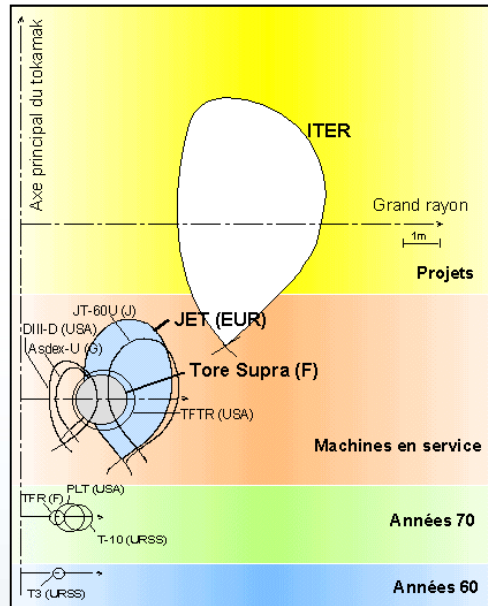 Axe principal du tokamak
ITER
Grand rayon
1m
Projets
JT-60U (J)
JET (EUR)
DIII-D (USA)
Asdex-U (G)
Tore Supra (F)
TFTR (USA)
Machines en service
PLT (USA)
TFR (F)
Années 70
T-10 (URSS)
Années 60
T3 (URSS)